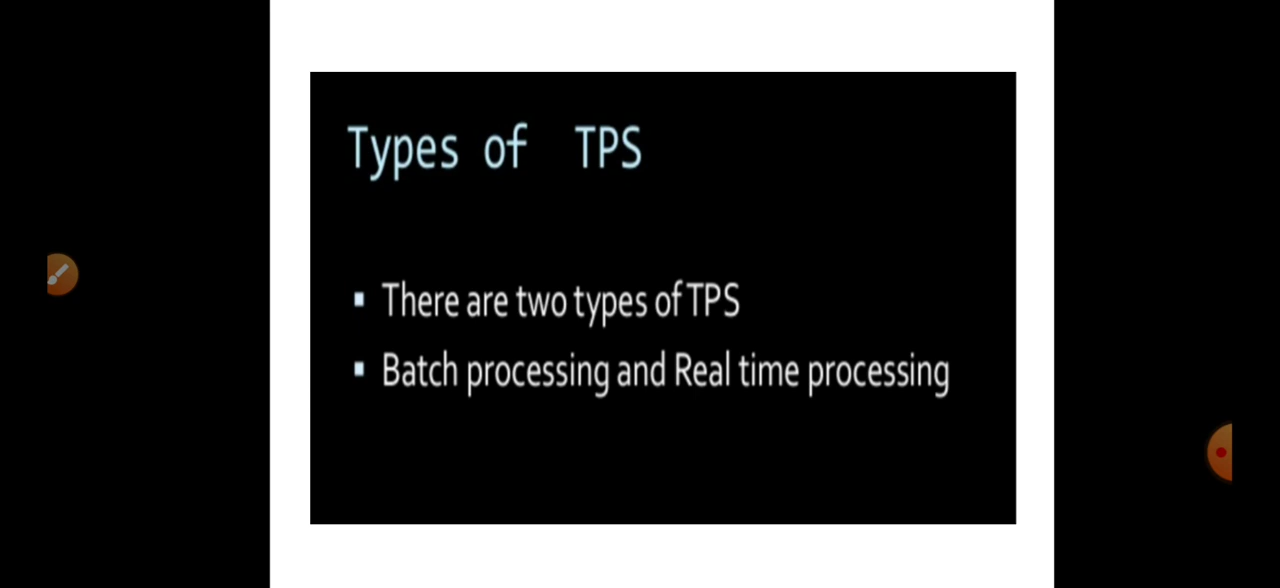 Types of TPS
There are two types of TPS
Batch processing and Real time processing